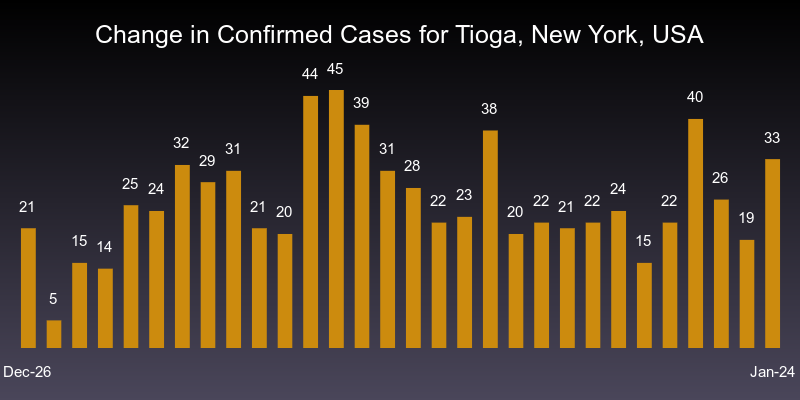 Change in Confirmed Cases for Tioga, New York, USA
21 5 15 14 25 24 32 29 31 21 20 44 45 39 31 28 22 23 38 20 22 21 22 24 15 22 40 26 19 33
Dec-26 Jan-24